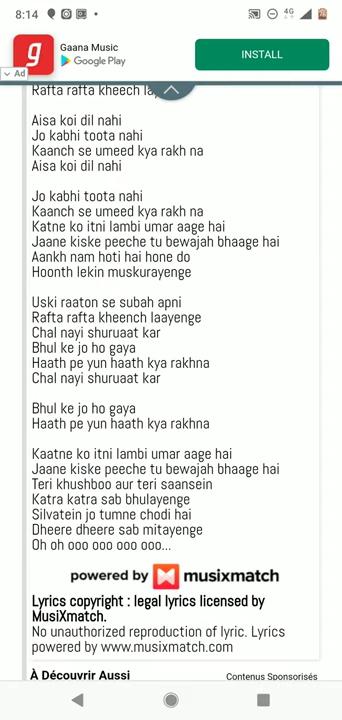 8:14
4G
Gaana Music
Google Play
INSTALL
Ad
Rafta rafta kheech
Aisa koi dil nahi
Jo kabhi toota nahi
Kaanch se umeed kya rakh na
Aisa koi dil nahi
Jo kabhi toota nahi
Kaanch se umeed kya rakh na
Katne ko itni lambi umar aage hai
Jaane kiske peeche tu bewajah bhaage hai
Aankh nam hoti hai hone do
Hoonth lekin muskurayenge
Uski raaton se subah apni
Rafta rafta kheench laayenge
Chal nayi shuruaat kar
Bhul ke jo ho gaya
Haath pe yun haath kya rakhna
Chal nayi shuruaat kar
Bhul ke jo ho gaya
Haath pe yun haath kya rakhna
Kaatne ko itni lambi umar aage hai
Jaane kiske peeche tu bewajah bhaage hai
Teri khushboo aur teri saansein
Katra katra sab bhulayenge
Silvatein jo tumne chodi hai
Dheere dheere sab mitayenge
Oh oh ooo ooo ooo ooo...
powered by musixmatch
Lyrics copyright : legal lyrics licensed by
MusiXmatch.
No unauthorized reproduction of lyric. Lyrics
powered by www.musixmatch.com
À Découvrir Aussi
Contenus Sponsorisés